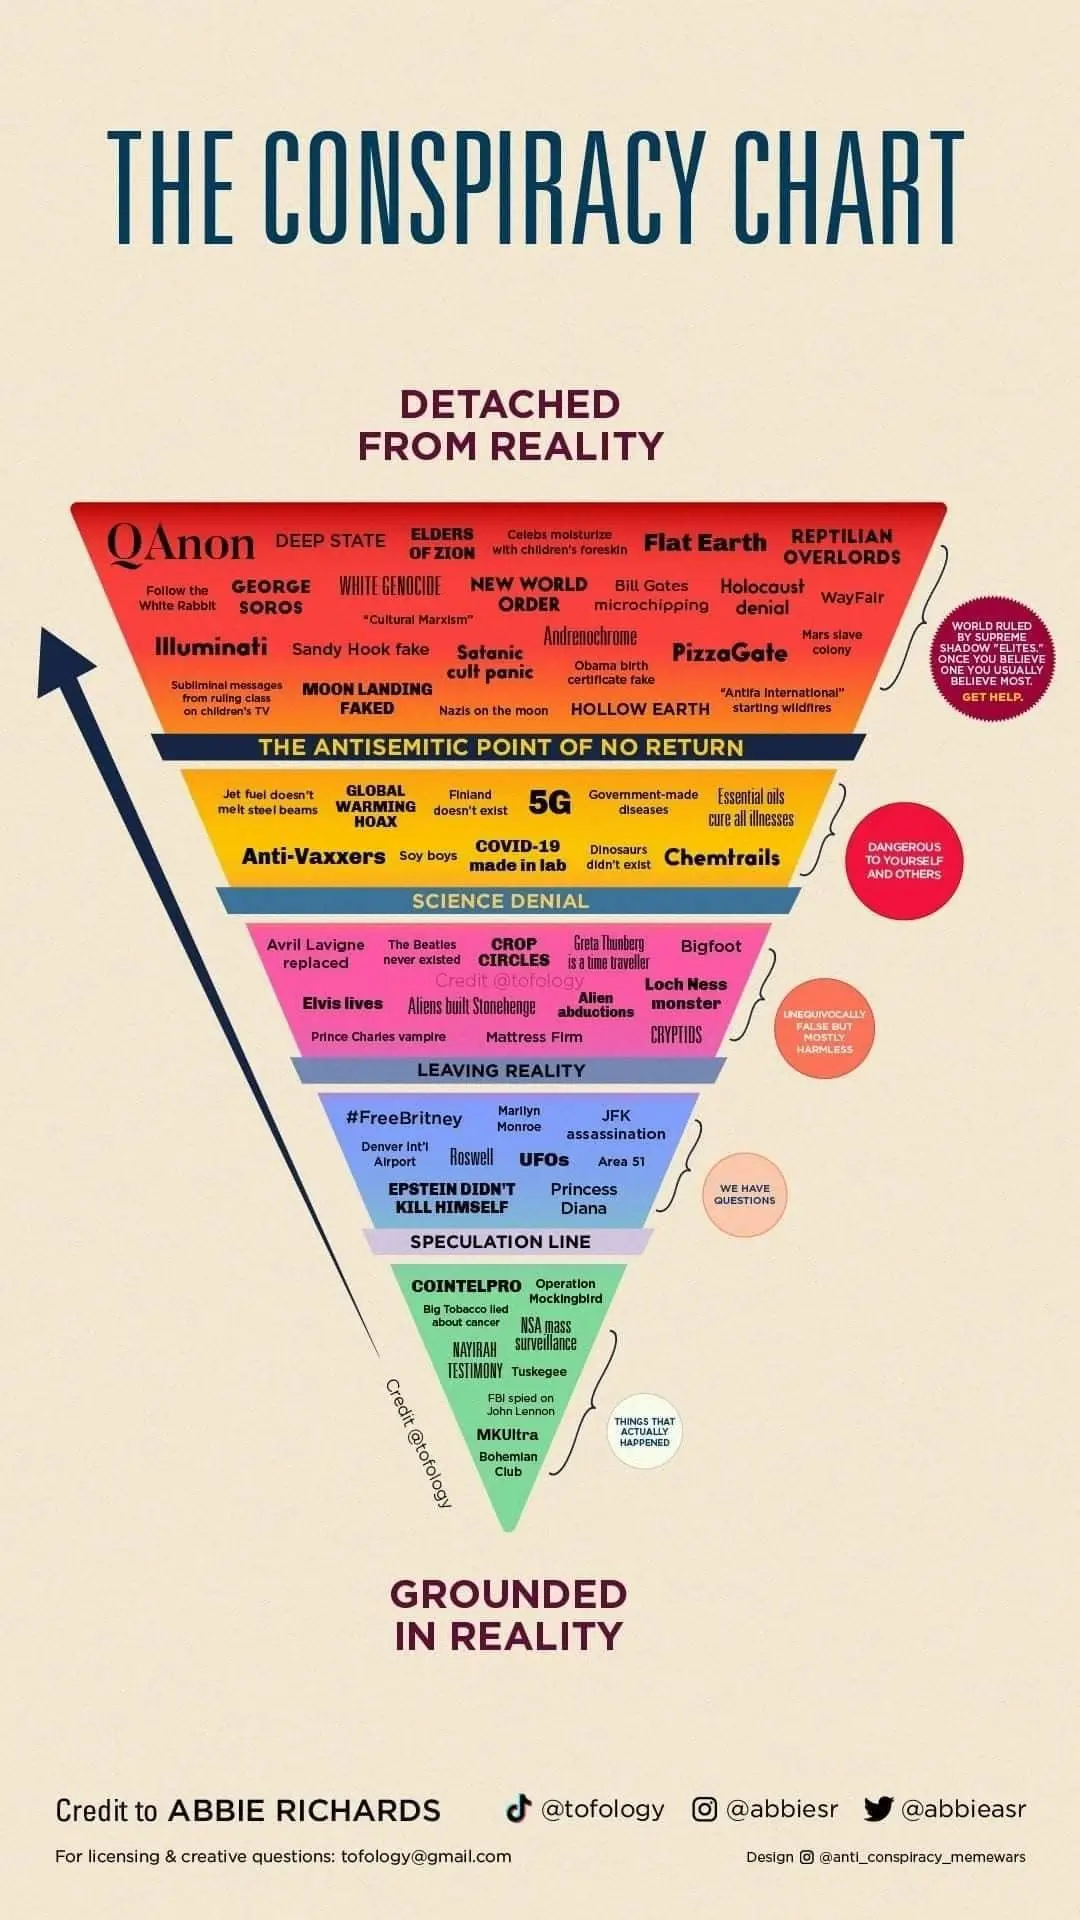 THE CONSPIRACY CHART
DETACHED
FROM REALITY
QAnon
DEEP STATE
ELDERS
OF ZION
Celebs moisturize
with children's foreskin
Flat Earth
REPTILIAN
OVERLORDS
Follow the
White Rabbit
GEORGE
SOROS
WHITE GENOCIDE
"Cultural Marxism"
NEW WORLD
ORDER
Bill Gates
microchipping
Holocaust
denial
WayFair
Illuminati
Sandy Hook fake
Satanic
cult panic
Andrenochrome
Obama birth
certificate fake
PizzaGate
Mars slave
colony
Subliminal messages
from ruling class
on children's TV
MOON LANDING
FAKED
Nazis on the moon
HOLLOW EARTH
"Antifa International"
starting wildfires
WORLD RULED
BY SUPREME
SHADOW "ELITES."
ONCE YOU BELIEVE
ONE YOU USUALLY
BELIEVE MOST.
GET HELP.
THE ANTISEMITIC POINT OF NO RETURN
Jet fuel doesn't
melt steel beams
GLOBAL
WARMING
HOAX
Finland
doesn't exist
5G
Government-made
diseases
Essential oils
cure all illnesses
Anti-Vaxxers
Soy boys
COVID-19
made in lab
Dinosaurs
didn't exist
Chemtrails
DANGEROUS
TO YOURSELF
AND OTHERS
SCIENCE DENIAL
Avril Lavigne
replaced
The Beatles
never existed
CROP
CIRCLES
Greta Thunberg
is a time traveller
Bigfoot
Credit @tofology
Elvis lives
Aliens built Stonehenge
Alien
abductions
Loch Ness
monster
Prince Charles vampire
Mattress Firm
CRYPTIDS
UNEQUIVOCALLY
FALSE BUT
MOSTLY
HARMLESS
LEAVING REALITY
#FreeBritney
Marilyn
Monroe
JFK
assassination
Denver Int'l
Airport
Roswell
UFOs
Area 51
EPSTEIN DIDN'T
KILL HIMSELF
Princess
Diana
WE HAVE
QUESTIONS
SPECULATION LINE
COINTELPRO
Operation
Mockingbird
Big Tobacco lied
about cancer
NSA mass
surveillance
NAYIRAH
TESTIMONY
Tuskegee
FBI spied on
John Lennon
MKUltra
Bohemian
Club
THINGS THAT
ACTUALLY
HAPPENED
Credit @tofology
GROUNDED
IN REALITY
Credit to ABBIE RICHARDS
@tofology
@abbiesr
@abbieasr
For licensing & creative questions: tofology@gmail.com
Design @anti_conspiracy_memewars